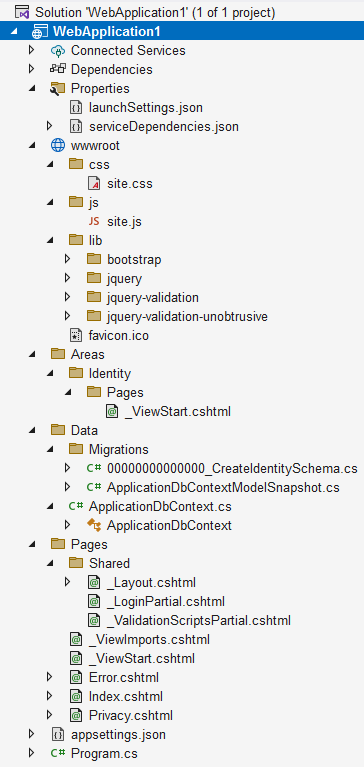 Solution 'WebApplication1' (1 of 1 project)
WebApplication1
Connected Services
Dependencies
Properties
launchSettings.json
serviceDependencies.json
wwwroot
css
site.css
js
site.js
lib
bootstrap
jquery
jquery-validation
jquery-validation-unobtrusive
favicon.ico
Areas
Identity
Pages
_ViewStart.cshtml
Data
Migrations
C# 00000000000000_CreateIdentitySchema.cs
C# ApplicationDbContextModelSnapshot.cs
C# ApplicationDbContext.cs
ApplicationDbContext
Pages
Shared
_Layout.cshtml
_LoginPartial.cshtml
_ValidationScriptsPartial.cshtml
_ViewImports.cshtml
_ViewStart.cshtml
Error.cshtml
Index.cshtml
Privacy.cshtml
appsettings.json
C# Program.cs